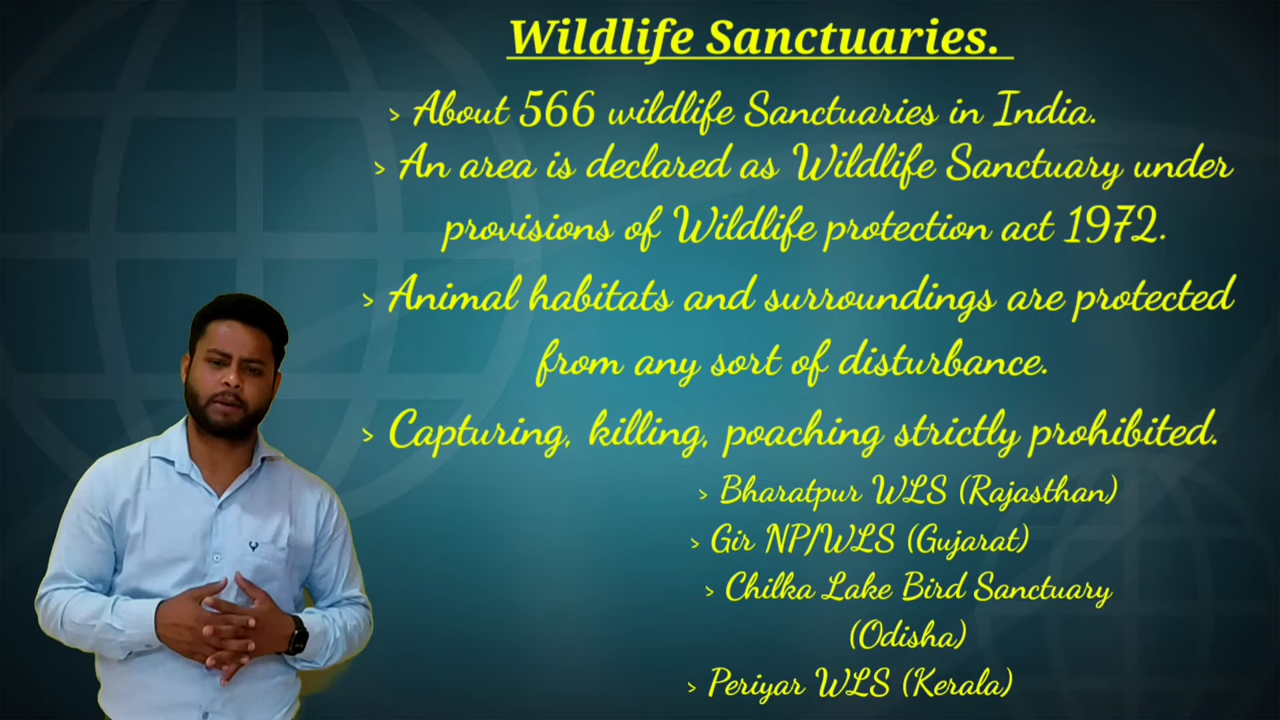 Wildlife Sanctuaries.
> About 566 wildlife Sanctuaries in India.
> An area is declared as Wildlife Sanctuary under
provisions of Wildlife protection act 1972.
> Animal habitats and surroundings are protected
from any sort of disturbance.
> Capturing, killing, poaching strictly prohibited.
> Bharatpur WLS (Rajasthan)
> Gir NP/WLS (Gujarat)
> Chilka Lake Bird Sanctuary
(Odisha)
> Periyar WLS (Kerala)